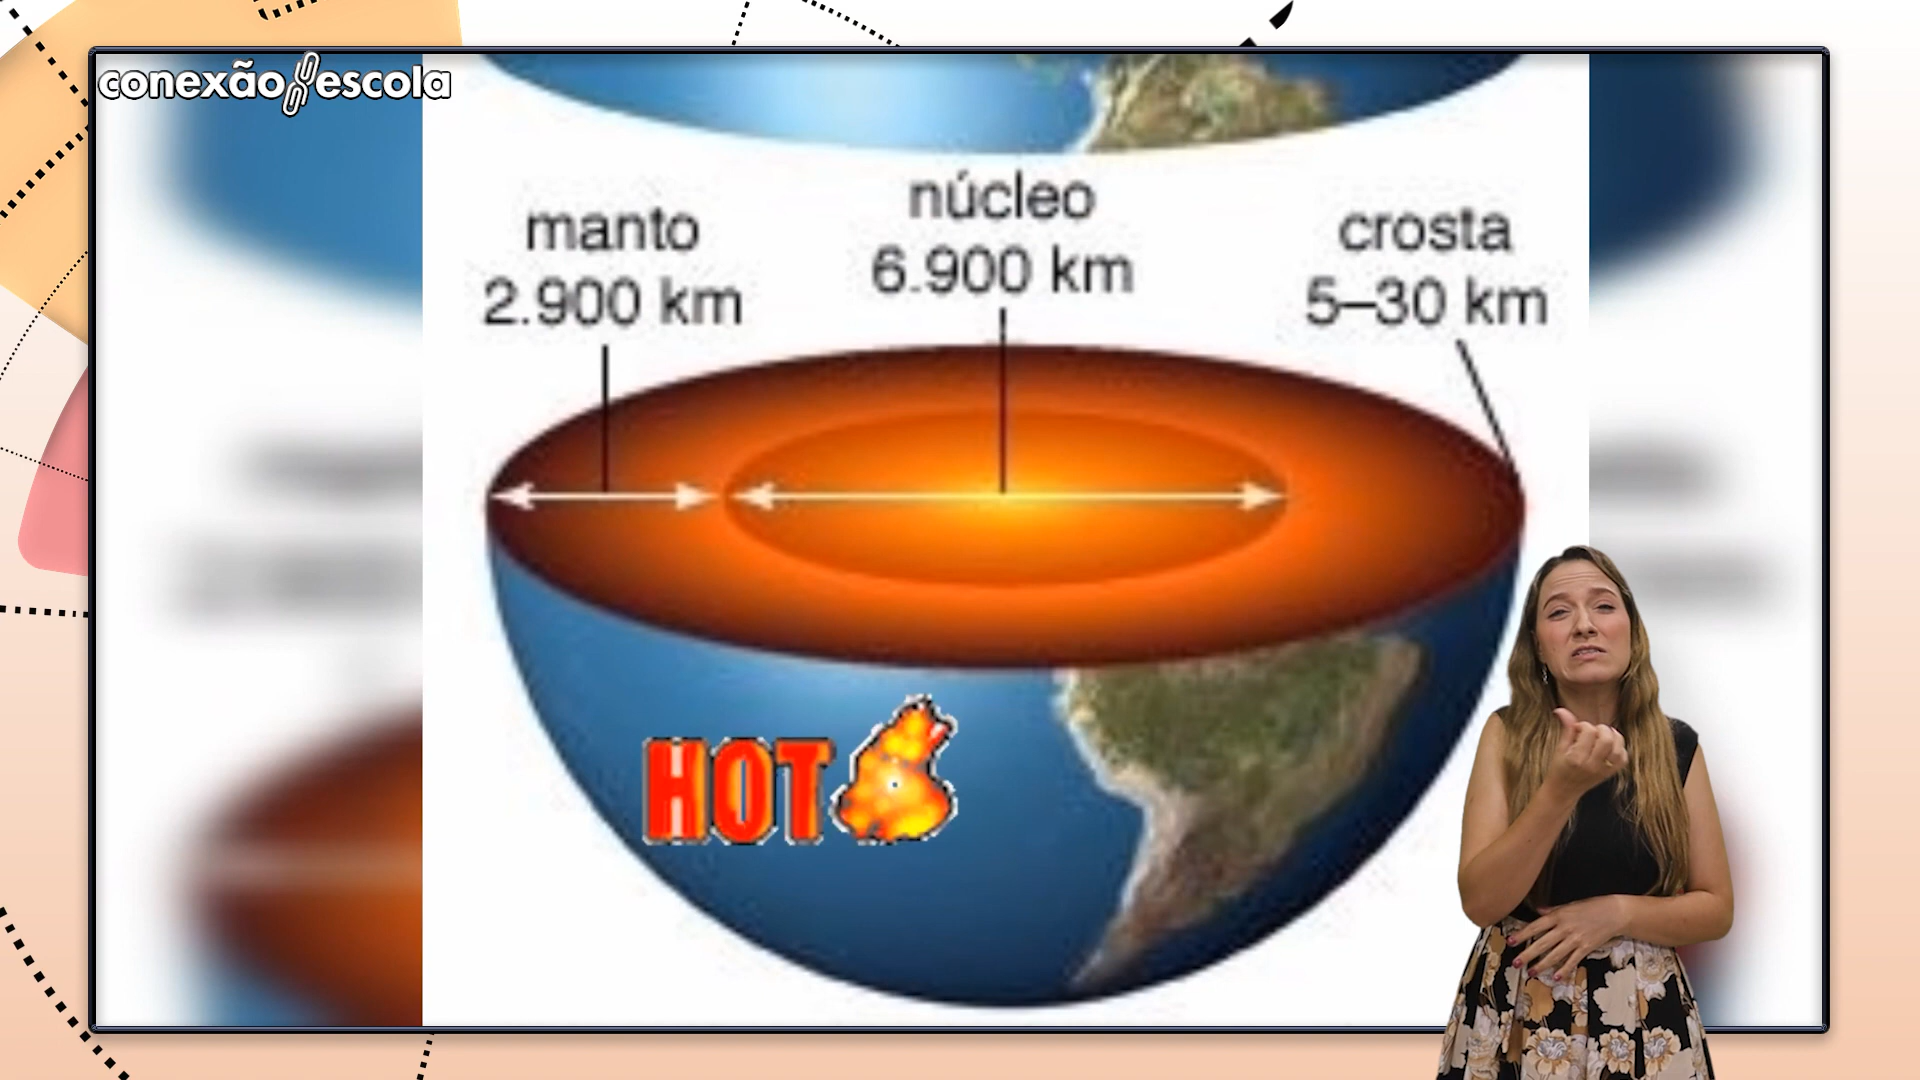 conexão escola
manto
2.900 km
núcleo
6.900 km
crosta
5–30 km
HOT